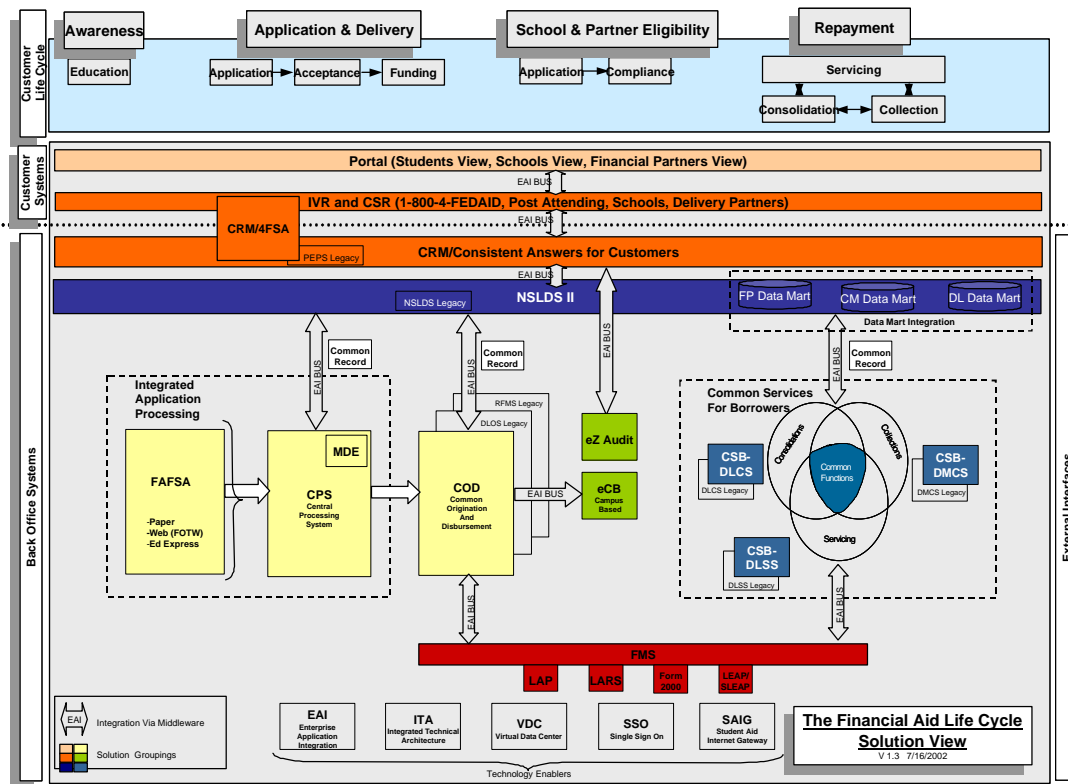 Awareness
Application & Delivery
School & Partner Eligibility
Repayment
Customer
Life Cycle
Education
Application
Acceptance
Funding
Application
Compliance
Servicing
Consolidation
Collection
Customer
Systems
Portal (Students View, Schools View, Financial Partners View)
EAI BUS
IVR and CSR (1-800-4-FEDAID, Post Attending, Schools, Delivery Partners)
EAI BUS
CRM/4FSA
PEPS Legacy
CRM/Consistent Answers for Customers
EAI BUS
NSLDS II
NSLDS Legacy
FP Data Mart
CM Data Mart
DL Data Mart
Data Mart Integration
Back Office Systems
External Interfaces
EAI BUS
Common
Record
EAI BUS
Common
Record
EAI BUS
EAI BUS
Common
Record
Integrated
Application
Processing
FAFSA
-Paper
-Web (FOTW)
-Ed Express
MDE
CPS
Central
Processing
System
RFMS Legacy
DLOS Legacy
COD
Common
Origination
And
Disbursement
EAI BUS
eZ Audit
eCB
Campus
Based
Common Services
For Borrowers
Consolidations
Collections
Common
Functions
Servicing
CSB-
DLCS
DLCS Legacy
CSB-
DMCS
DMCS Legacy
CSB-
DLSS
DLSS Legacy
EAI BUS
EAI BUS
FMS
LAP
LARS
Form
2000
LEAP/
SLEAP
EAI
Integration Via Middleware
Solution Groupings
EAI
Enterprise
Application
Integration
ITA
Integrated Technical
Architecture
VDC
Virtual Data Center
SSO
Single Sign On
SAIG
Student Aid
Internet Gateway
Technology Enablers
The Financial Aid Life Cycle
Solution View
V 1.3 7/16/2002